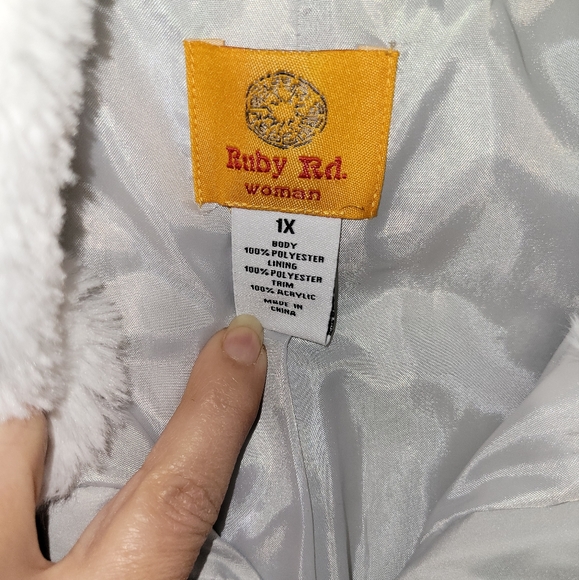 Ruby Rd.
woman
1X
BODY
100% POLYESTER
LINING
100% POLYESTER
TRIM
100% ACRYLIC
MADE IN
CHINA